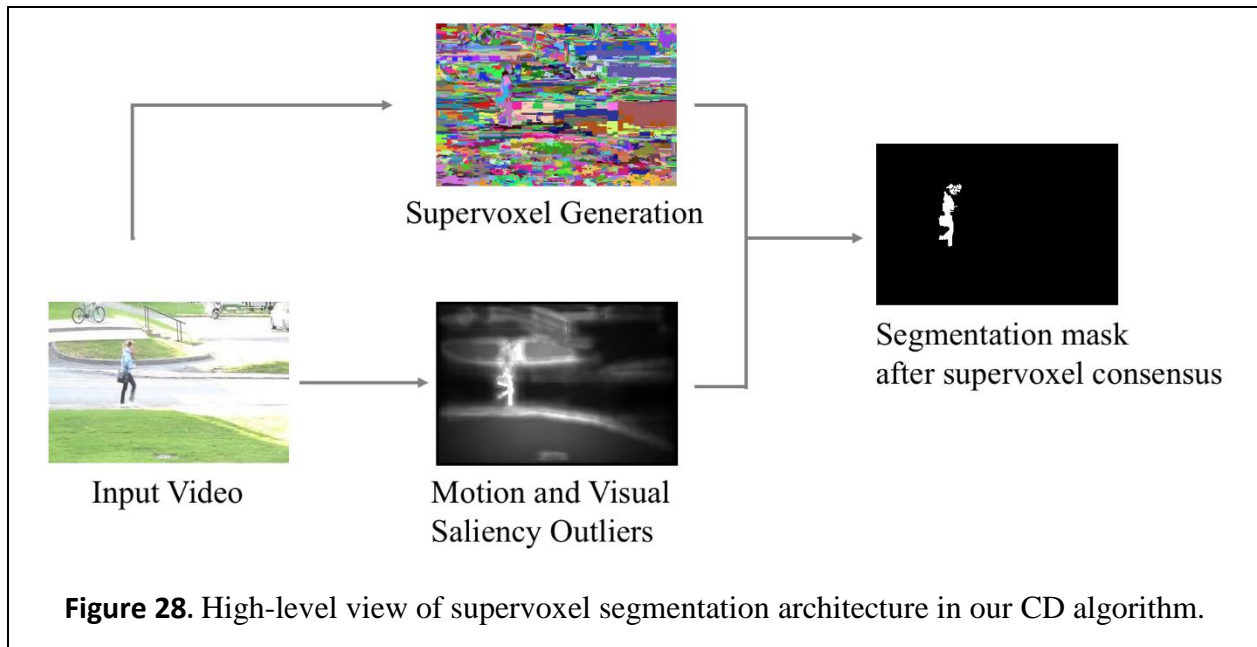 Supervoxel Generation
Input Video
Motion and Visual
Saliency Outliers
Segmentation mask
after supervoxel consensus
Figure 28. High-level view of supervoxel segmentation architecture in our CD algorithm.